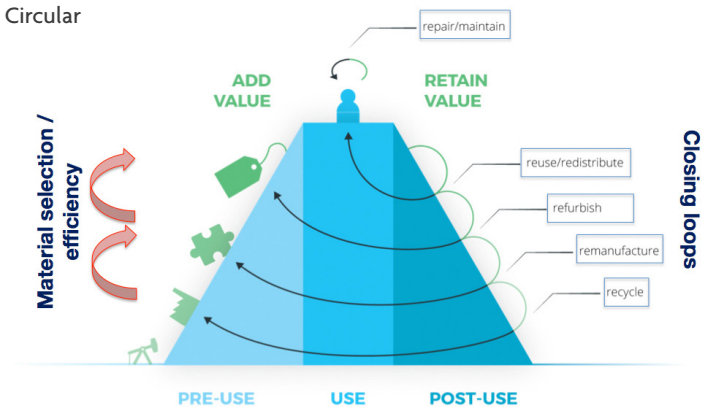 Circular
repair/maintain
ADD
VALUE
RETAIN
VALUE
Material selection /
efficiency
reuse/redistribute
refurbish
remanufacture
recycle
Closing loops
PRE-USE
USE
POST-USE